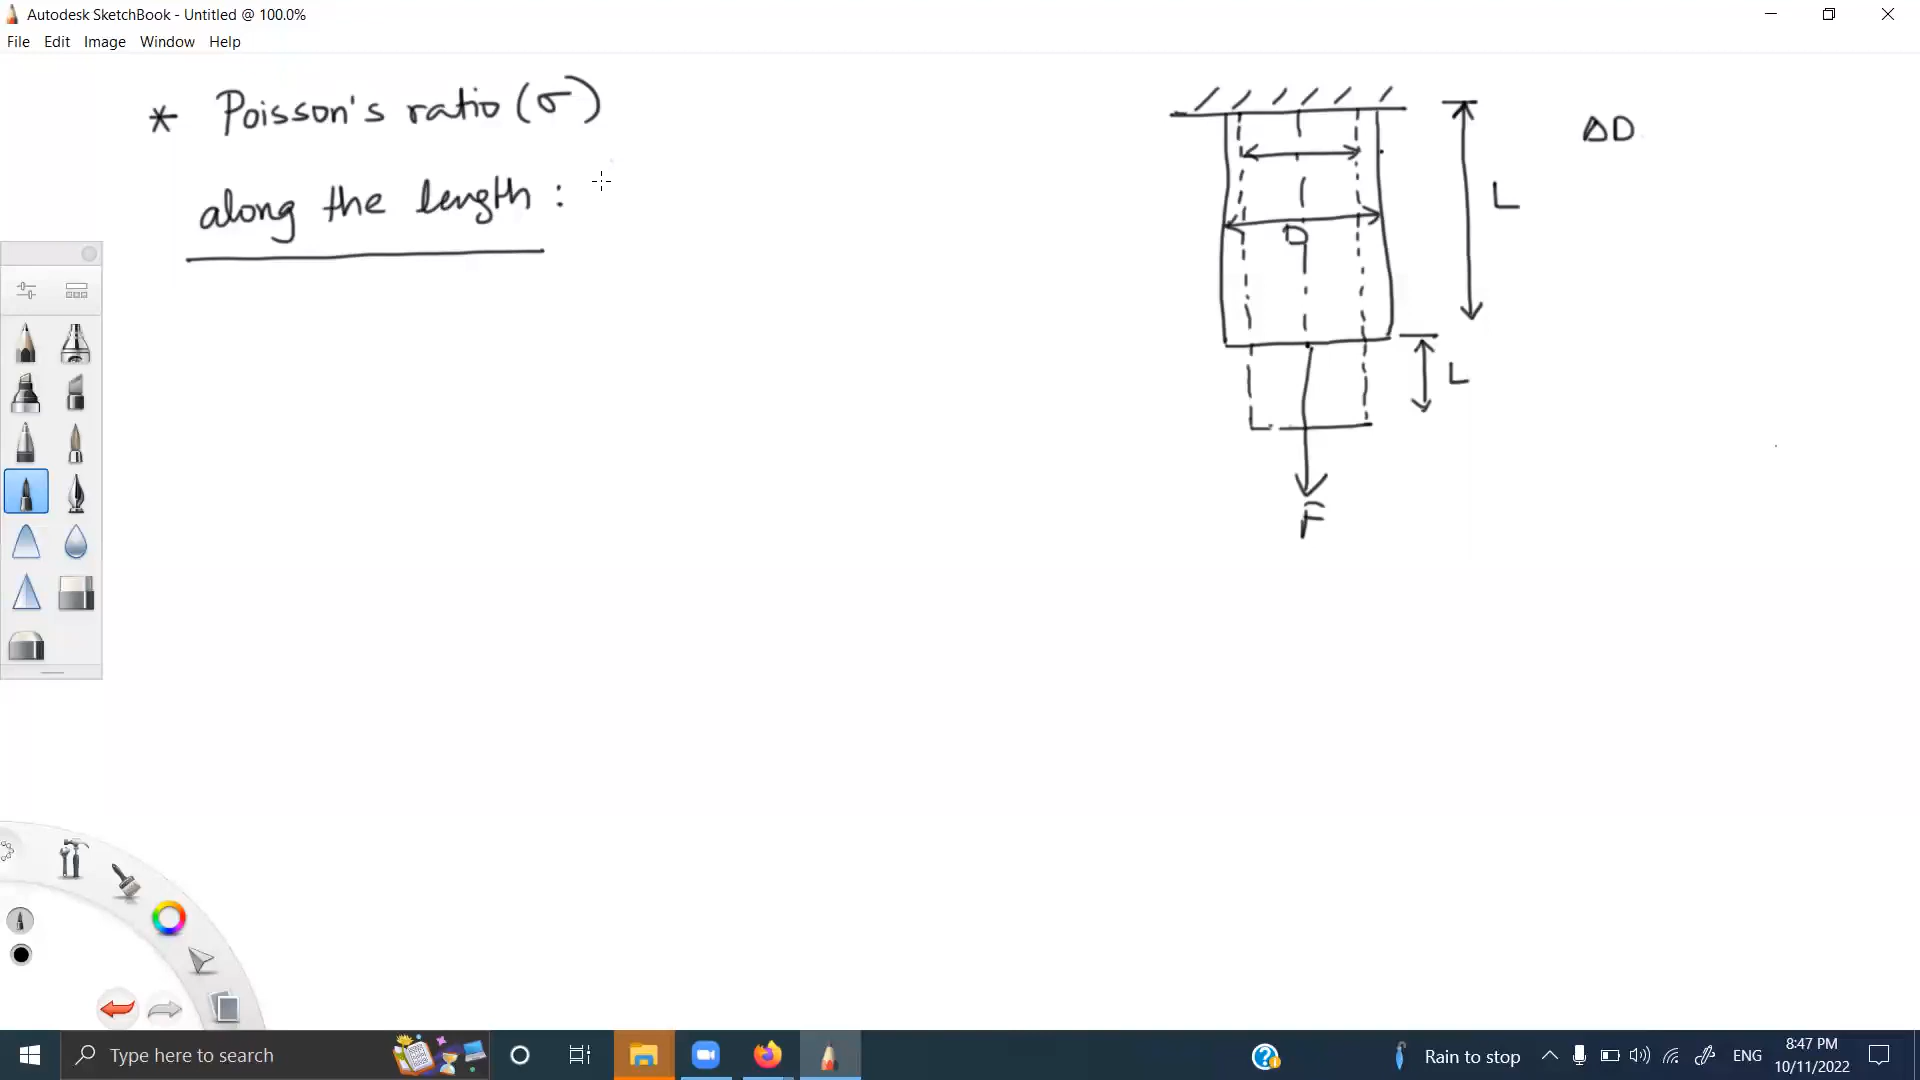 Autodesk SketchBook - Untitled @ 100.0%
File Edit Image Window Help
* Poisson's ratio (σ)
along the length :
ΔD
L
D
L
F
Type here to search
Rain to stop
ENG
8:47 PM
10/11/2022